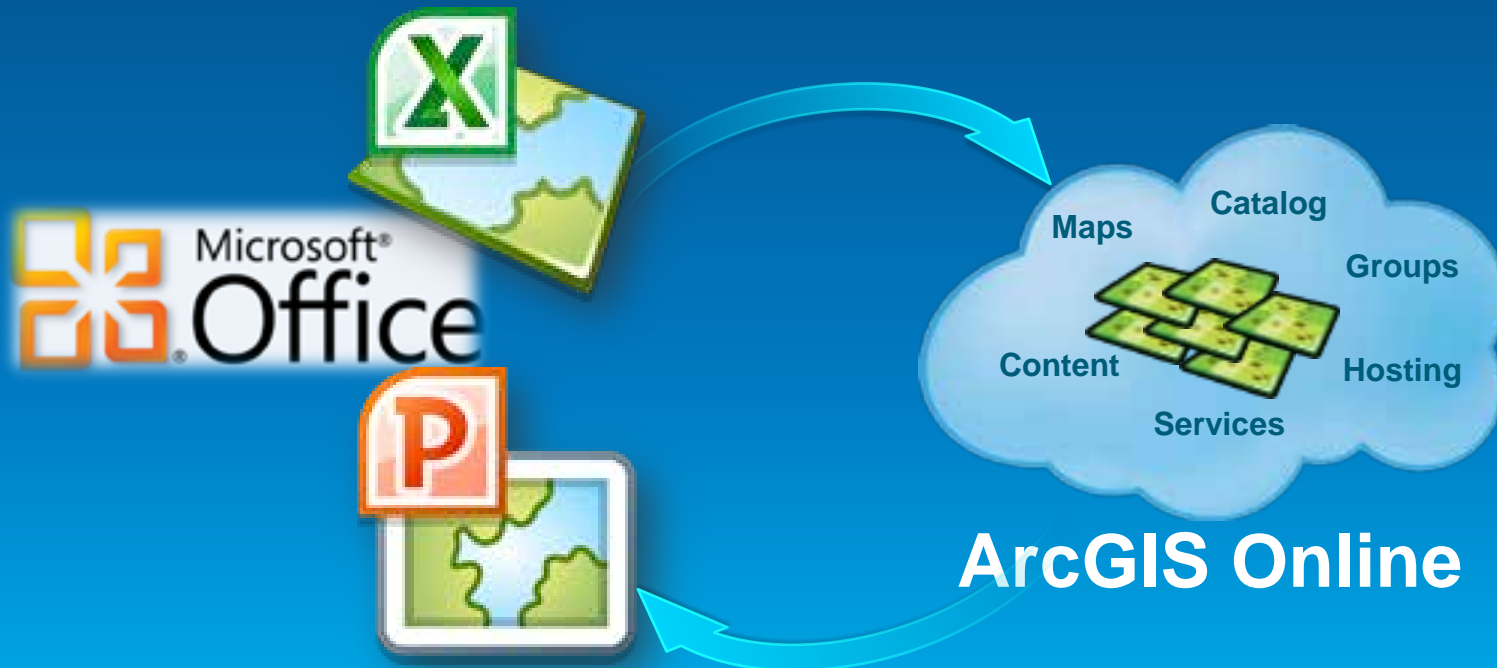 X
Microsoft®
Office
P
Maps
Catalog
Groups
Content
Hosting
Services
ArcGIS Online